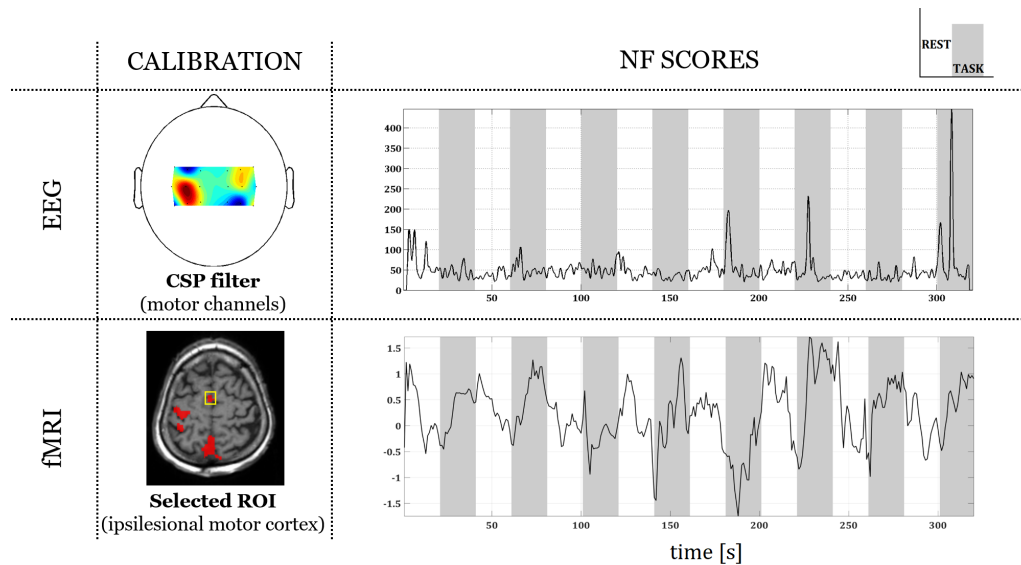 REST
TASK
CALIBRATION
NF SCORES
EEG
CSP filter
(motor channels)
400
350
300
250
200
150
100
50
0
50
100
150
200
250
300
fMRI
Selected ROI
(ipsilesional motor cortex)
1.5
1
0.5
0
-0.5
-1
-1.5
50
100
150
200
250
300
time [s]